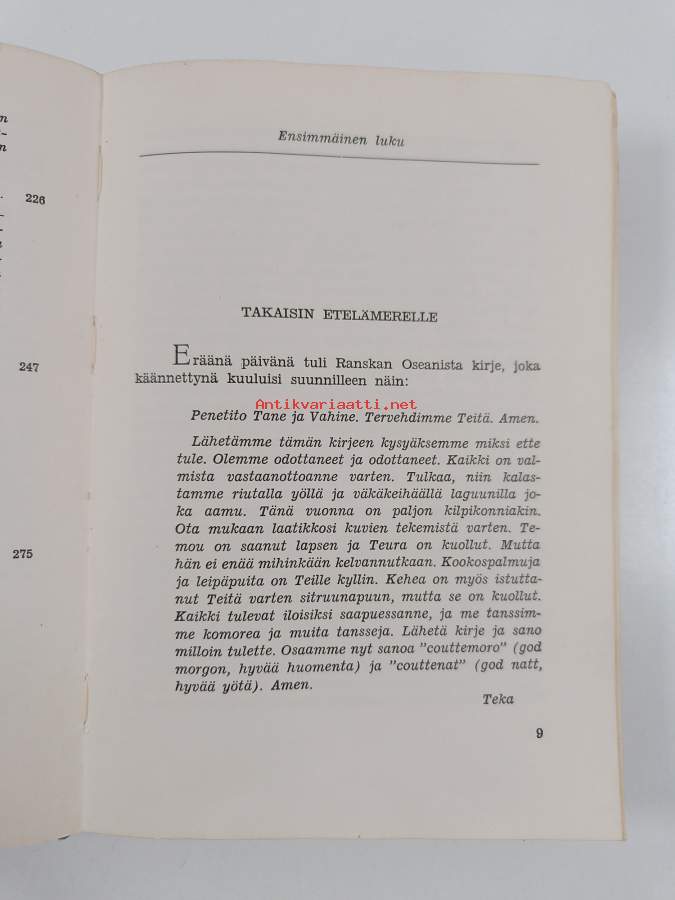 n
-
n
226
247
275
Ensimmäinen luku
TAKAISIN ETELÄMERELLE
Eräänä päivänä tuli Ranskan Oseanista kirje, joka
käännettynä kuuluisi suunnilleen näin:
Antikvariaatti.net
Penetito Tane ja Vahine. Tervehdimme Teitä. Amen.
Lähetämme tämän kirjeen kysyäksemme miksi ette
tule. Olemme odottaneet ja odottaneet. Kaikki on val-
mista vastaanottoanne varten. Tulkaa, niin kalas-
tamme riutalla yöllä ja väkäkeihäällä laguunilla jo-
ka aamu. Tänä vuonna on paljon kilpikonniakin.
Ota mukaan laatikkosi kuvien tekemistä varten. Te-
mou on saanut lapsen ja Teura on kuollut. Mutta
hän ei enää mihinkään kelvannutkaan. Kookospalmuja
ja leipäpuita on Teille kyllin. Kehea on myös istutta-
nut Teitä varten sitruunapuun, mutta se on kuollut.
Kaikki tulevat iloisiksi saapuessanne, ja me tanssim-
me komorea ja muita tansseja. Lähetä kirje ja sano
milloin tulette. Osaamme nyt sanoa "couttemoro" (god
morgon, hyvää huomenta) ja "couttenat" (god natt,
hyvää yötä). Amen.
Teka
9